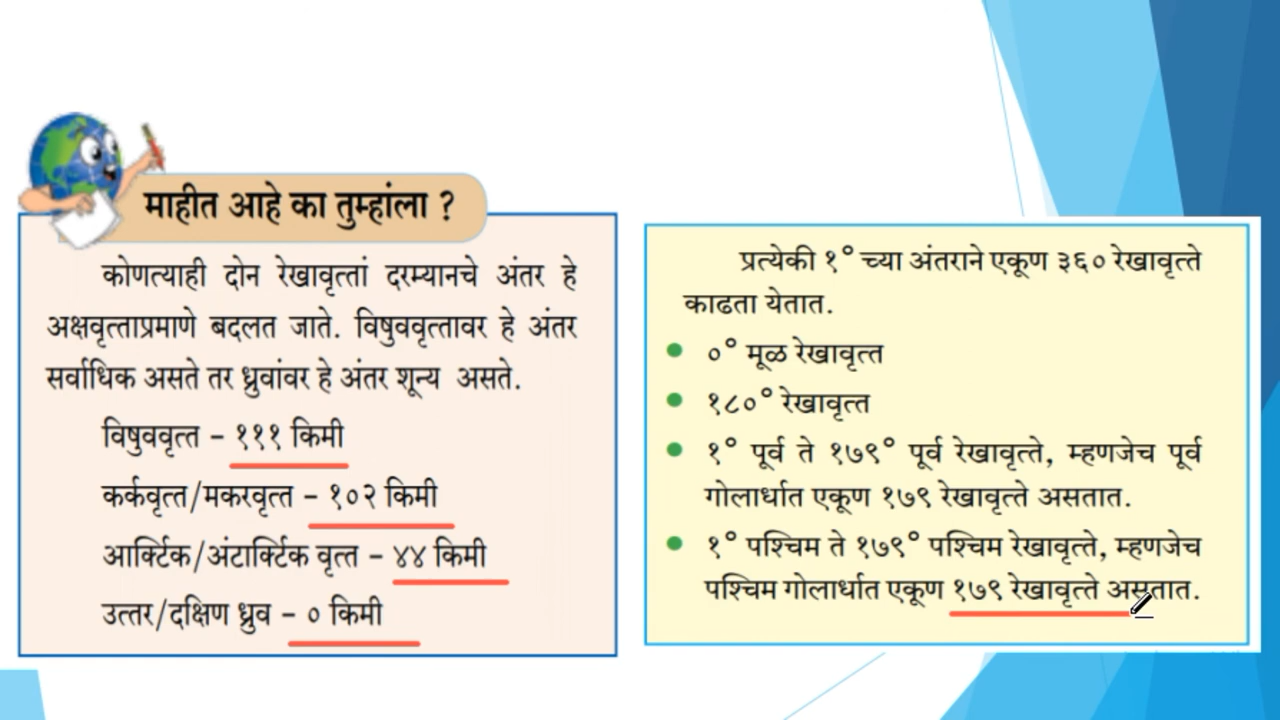 माहीत आहे का तुम्हांला ?
कोणत्याही दोन रेखावृत्तां दरम्यानचे अंतर हे
अक्षवृत्ताप्रमाणे बदलत जाते. विषुववृत्तावर हे अंतर
सर्वाधिक असते तर ध्रुवांवर हे अंतर शून्य असते.
विषुववृत्त – १११ किमी
कर्कवृत्त/मकरवृत्त – १०२ किमी
आर्क्टिक/अंटार्क्टिक वृत्त – ४४ किमी
उत्तर/दक्षिण ध्रुव – ० किमी
प्रत्येकी १° च्या अंतराने एकूण ३६० रेखावृत्ते
काढता येतात.
० ° मूळ रेखावृत्त
१८०° रेखावृत्त
१° पूर्व ते १७९° पूर्व रेखावृत्ते, म्हणजेच पूर्व
गोलार्धात एकूण १७९ रेखावृत्ते असतात.
१° पश्चिम ते १७९° पश्चिम रेखावृत्ते, म्हणजेच
पश्चिम गोलार्धात एकूण १७९ रेखावृत्ते असतात.